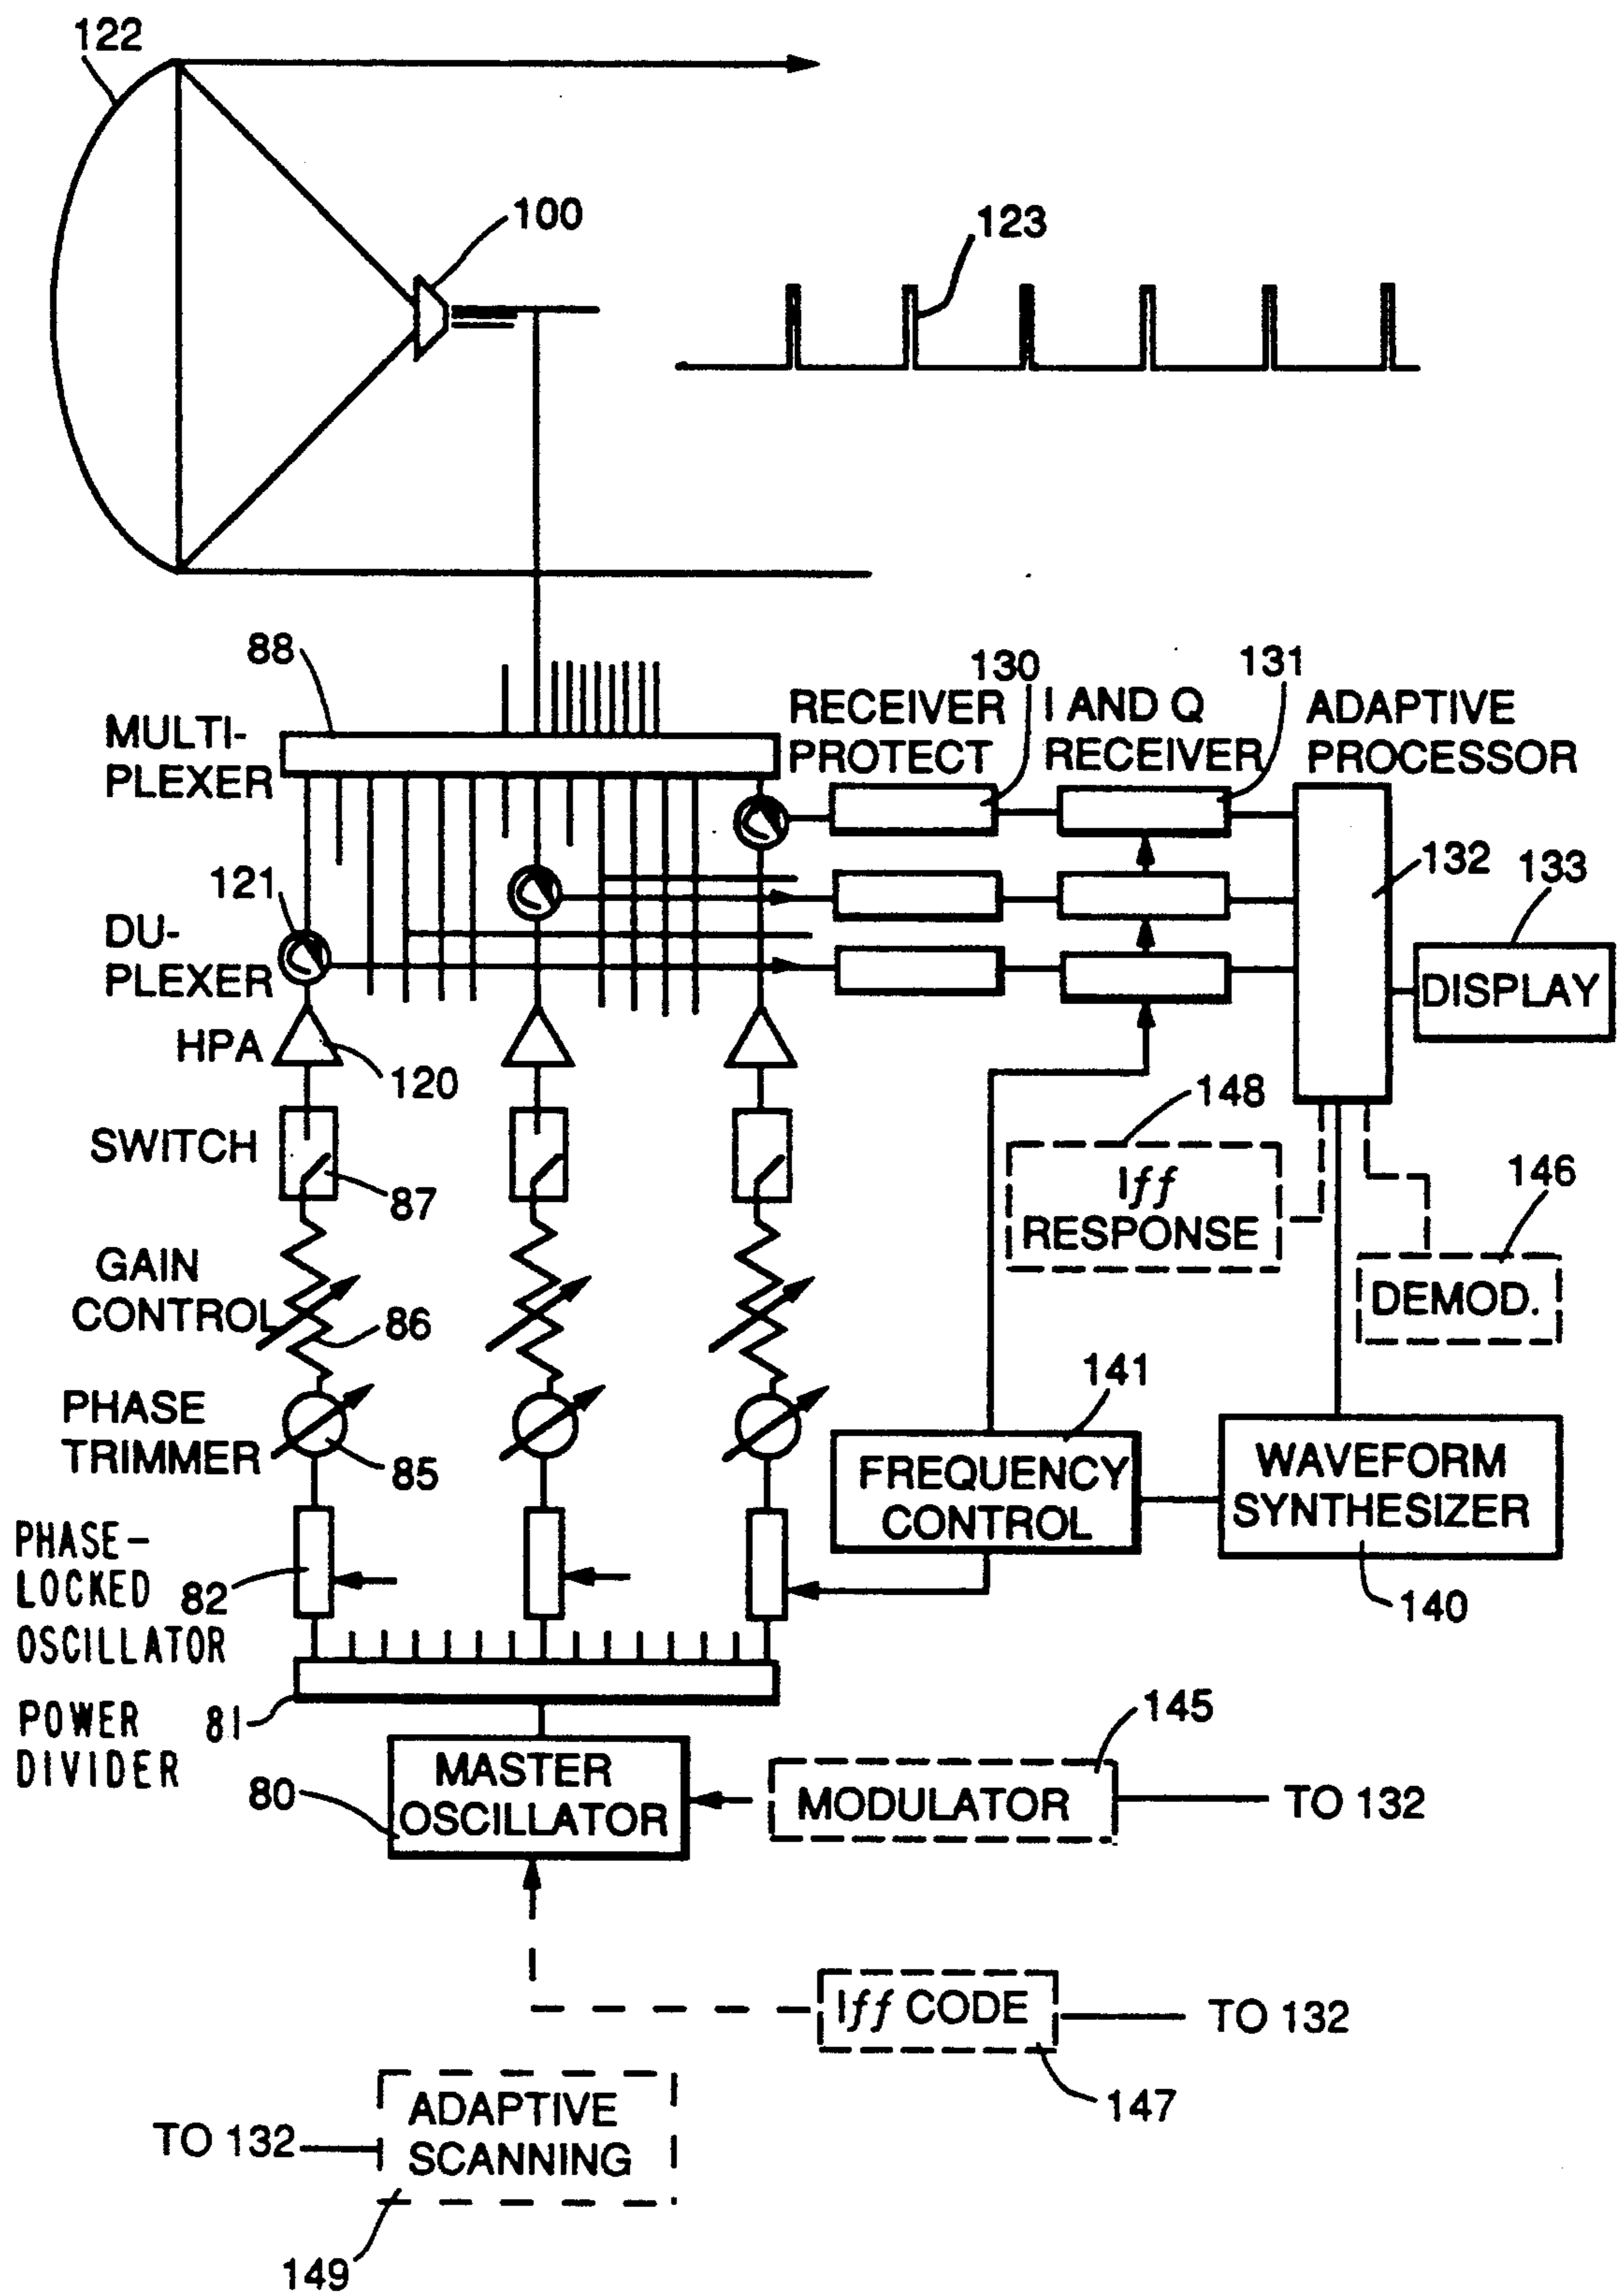 122
100
123
88
130
131
MULTI-
PLEXER
RECEIVER
PROTECT
I AND Q
RECEIVER
ADAPTIVE
PROCESSOR
121
132
133
DU-
PLEXER
DISPLAY
HPA
120
148
SWITCH
87
Iff
RESPONSE
146
GAIN
CONTROL
86
DEMOD.
141
PHASE
TRIMMER
85
FREQUENCY
CONTROL
WAVEFORM
SYNTHESIZER
PHASE-
LOCKED
OSCILLATOR
82
140
POWER
DIVIDER
81
145
80
MASTER
OSCILLATOR
MODULATOR
TO 132
Iff CODE
TO 132
147
TO 132
ADAPTIVE
SCANNING
149